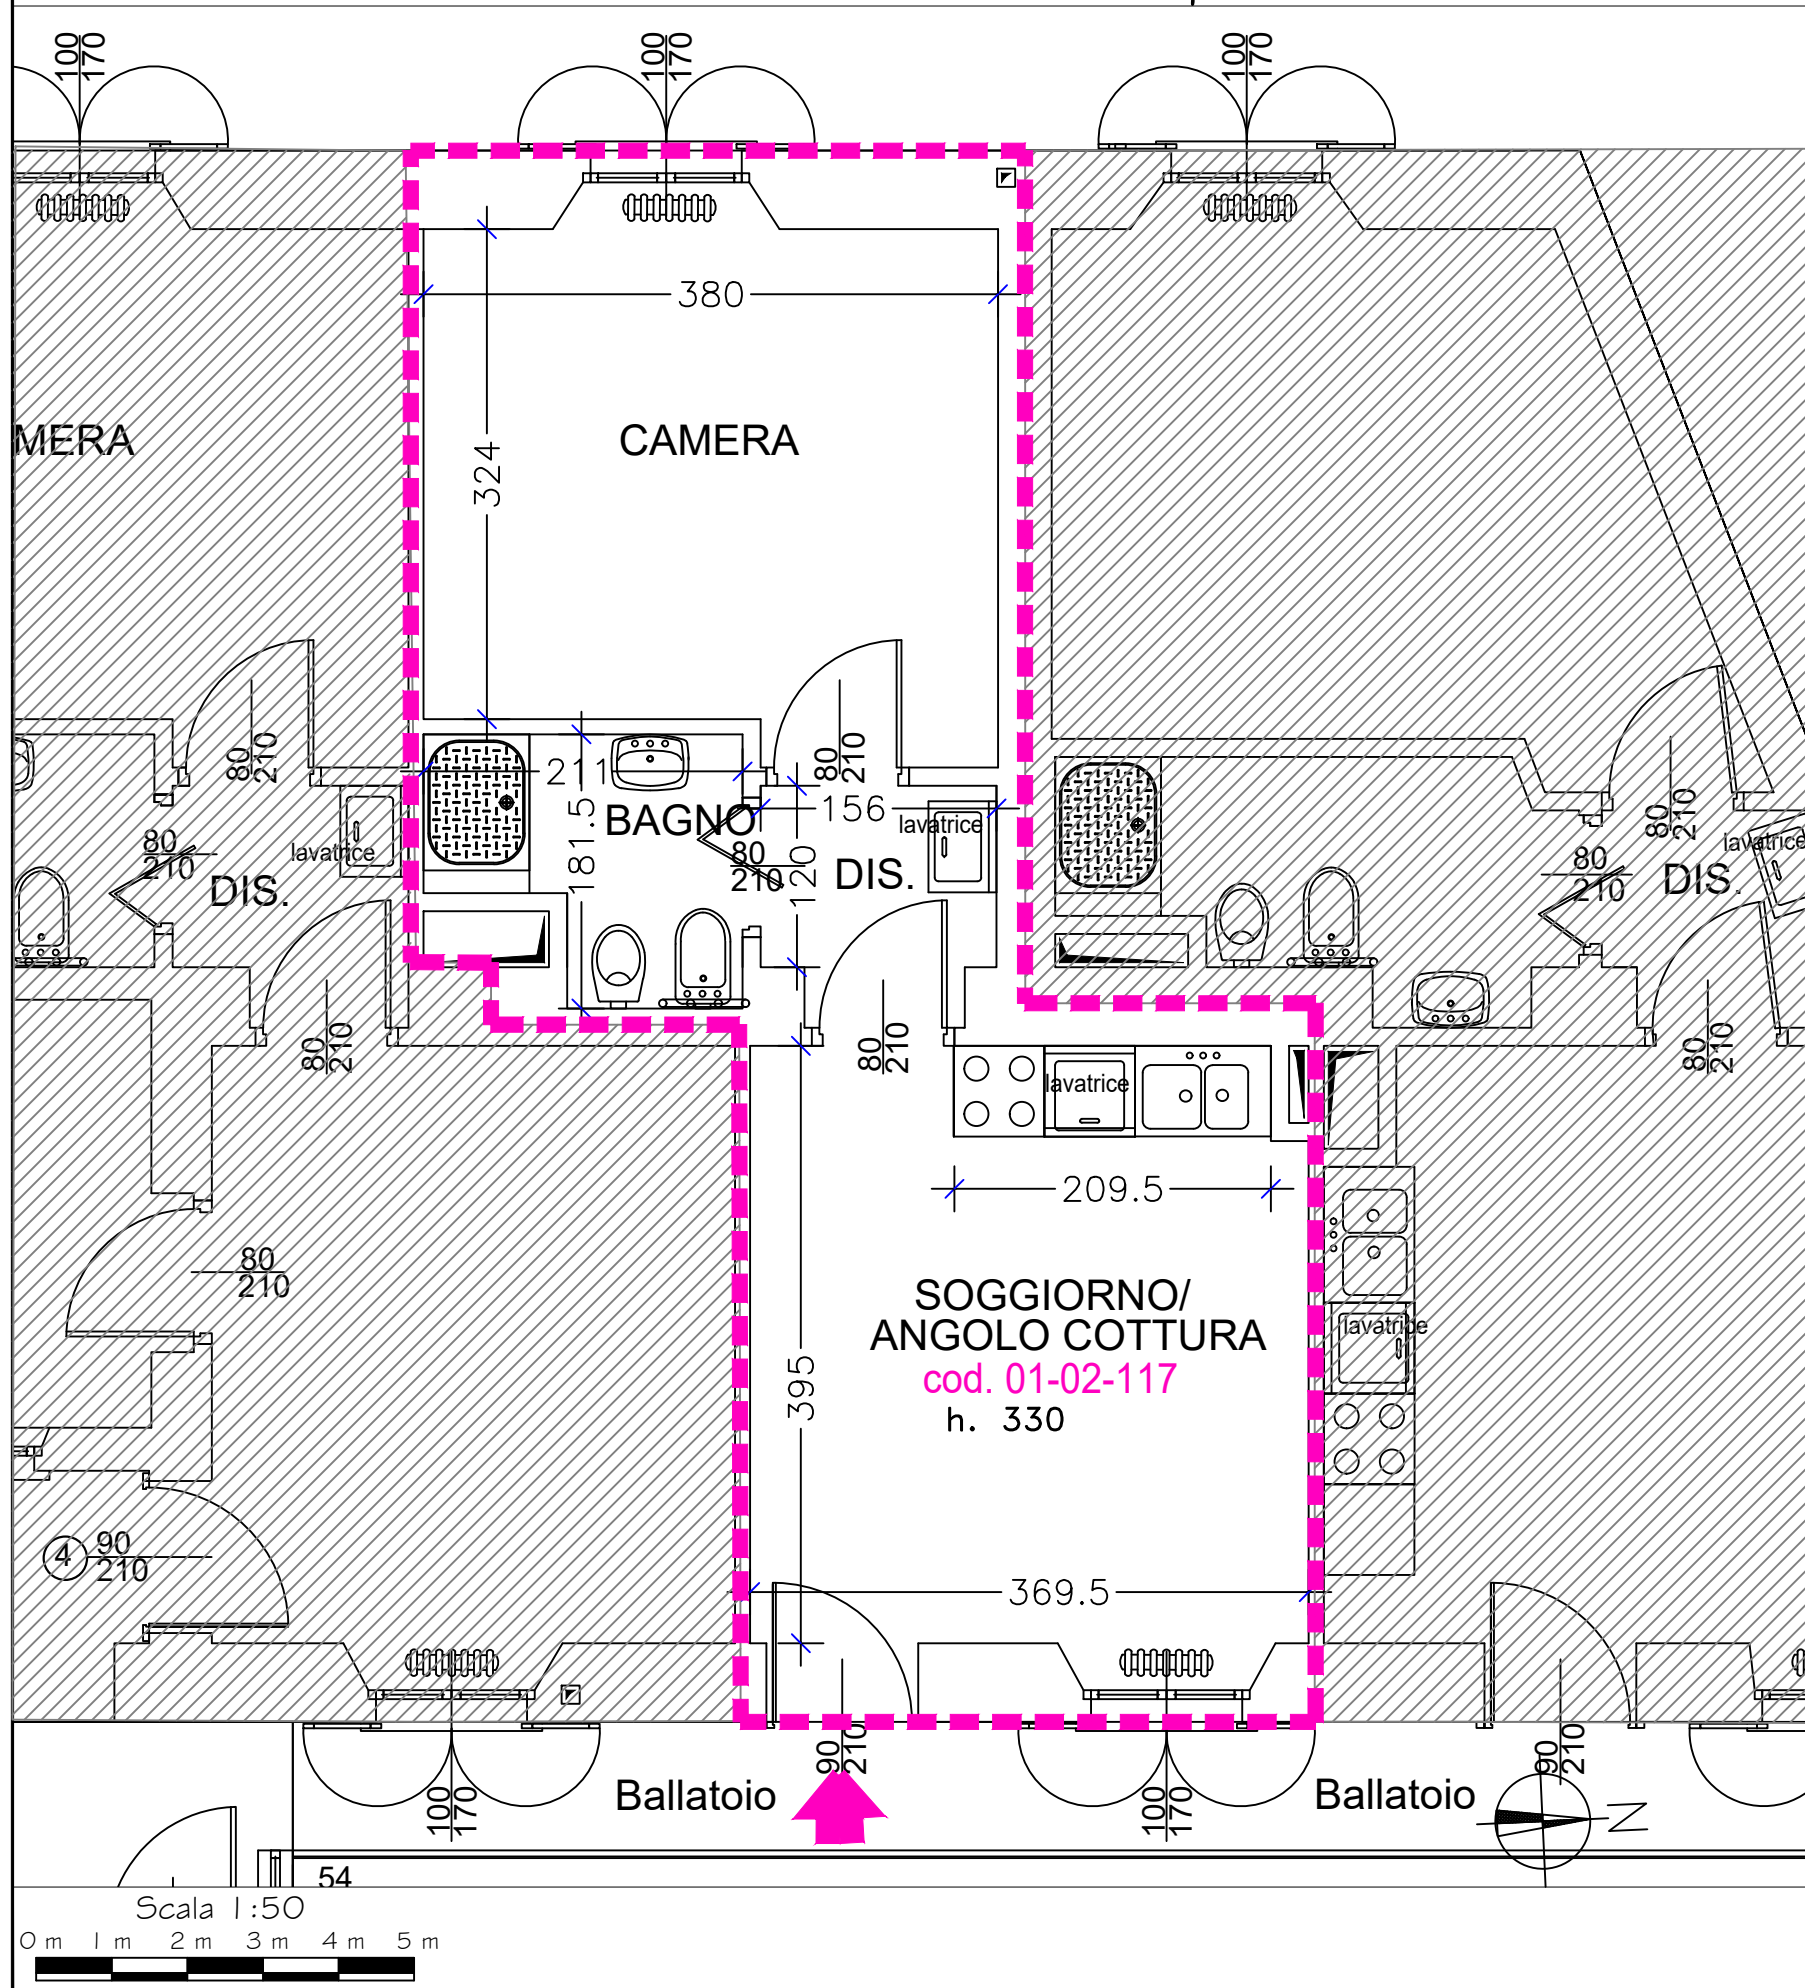 100
170
100
170
100
170
380
MERA
CAMERA
324
80
210
80
210
211
181.5
BAGNO
156
lavatrice
80
210
120
DIS.
80
210
lavatrice
DIS.
80
210
lavatrice
80
210
DIS.
80
210
80
210
80
210
lavatrice
209.5
80
210
SOGGIORNO/
ANGOLO COTTURA
cod. 01-02-117
h. 330
395
lavatrice
4
90
210
369.5
90
210
90
210
Ballatoio
Ballatoio
100
170
100
170
N
54
Scala 1:50
0 m 1 m 2 m 3 m 4 m 5 m